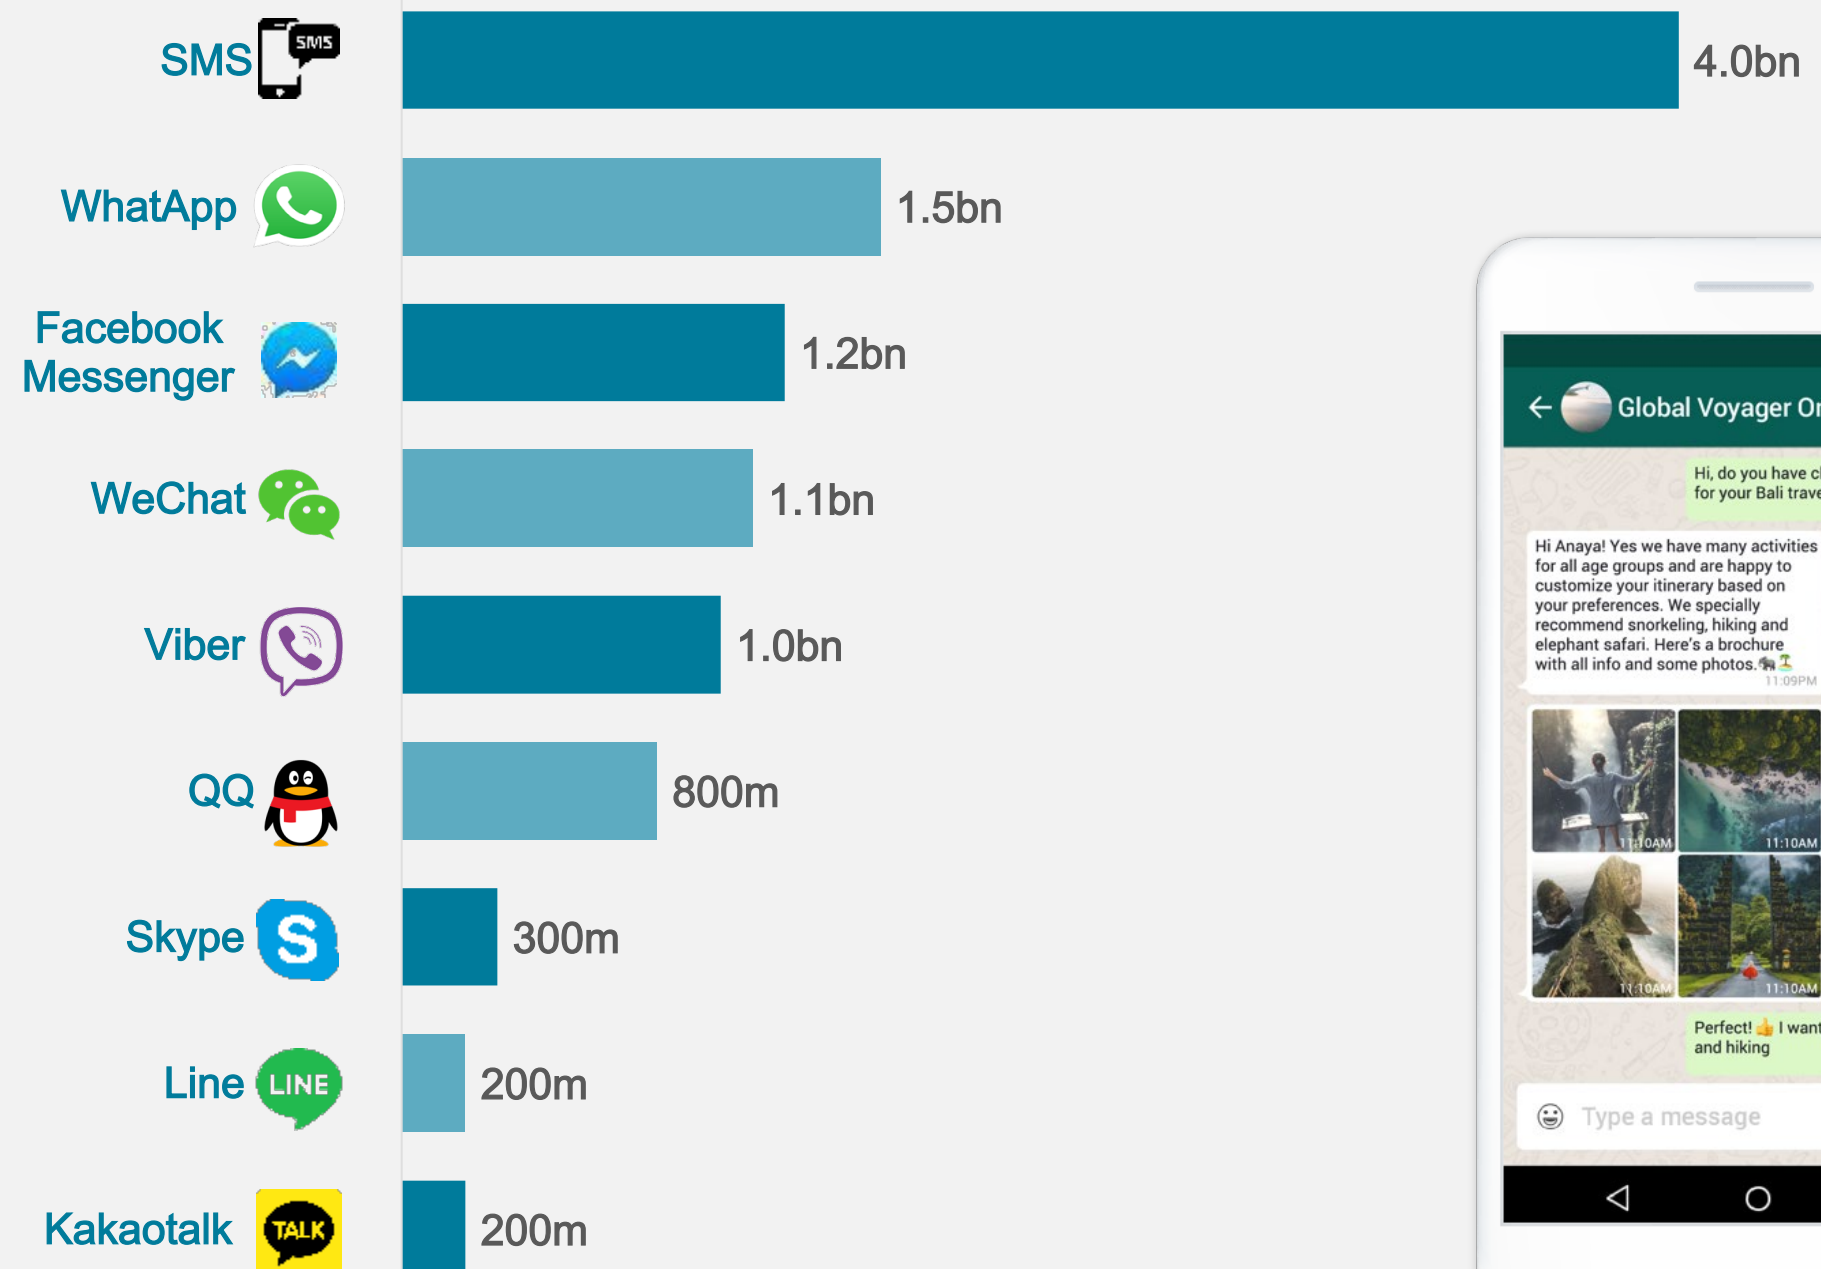 SMS
SMS
4.0bn
WhatApp
1.5bn
Facebook
Messenger
1.2bn
WeChat
1.1bn
Viber
1.0bn
QQ
800m
Skype
S
300m
Line
LINE
200m
Kakaotalk
TALK
200m
Global Voyager
Hi, do you have
for your Bali
Hi Anaya! Yes we have many activities
for all age groups and are happy to
customize your itinerary based on
your preferences. We specially
recommend snorkeling, hiking and
elephant safari. Here's a brochure
with all info and some photos.🐘🏝️
11:09PM
11:10AM
11:10AM
11:10AM
11:10AM
Perfect! 👍 I want
and hiking
Type a message